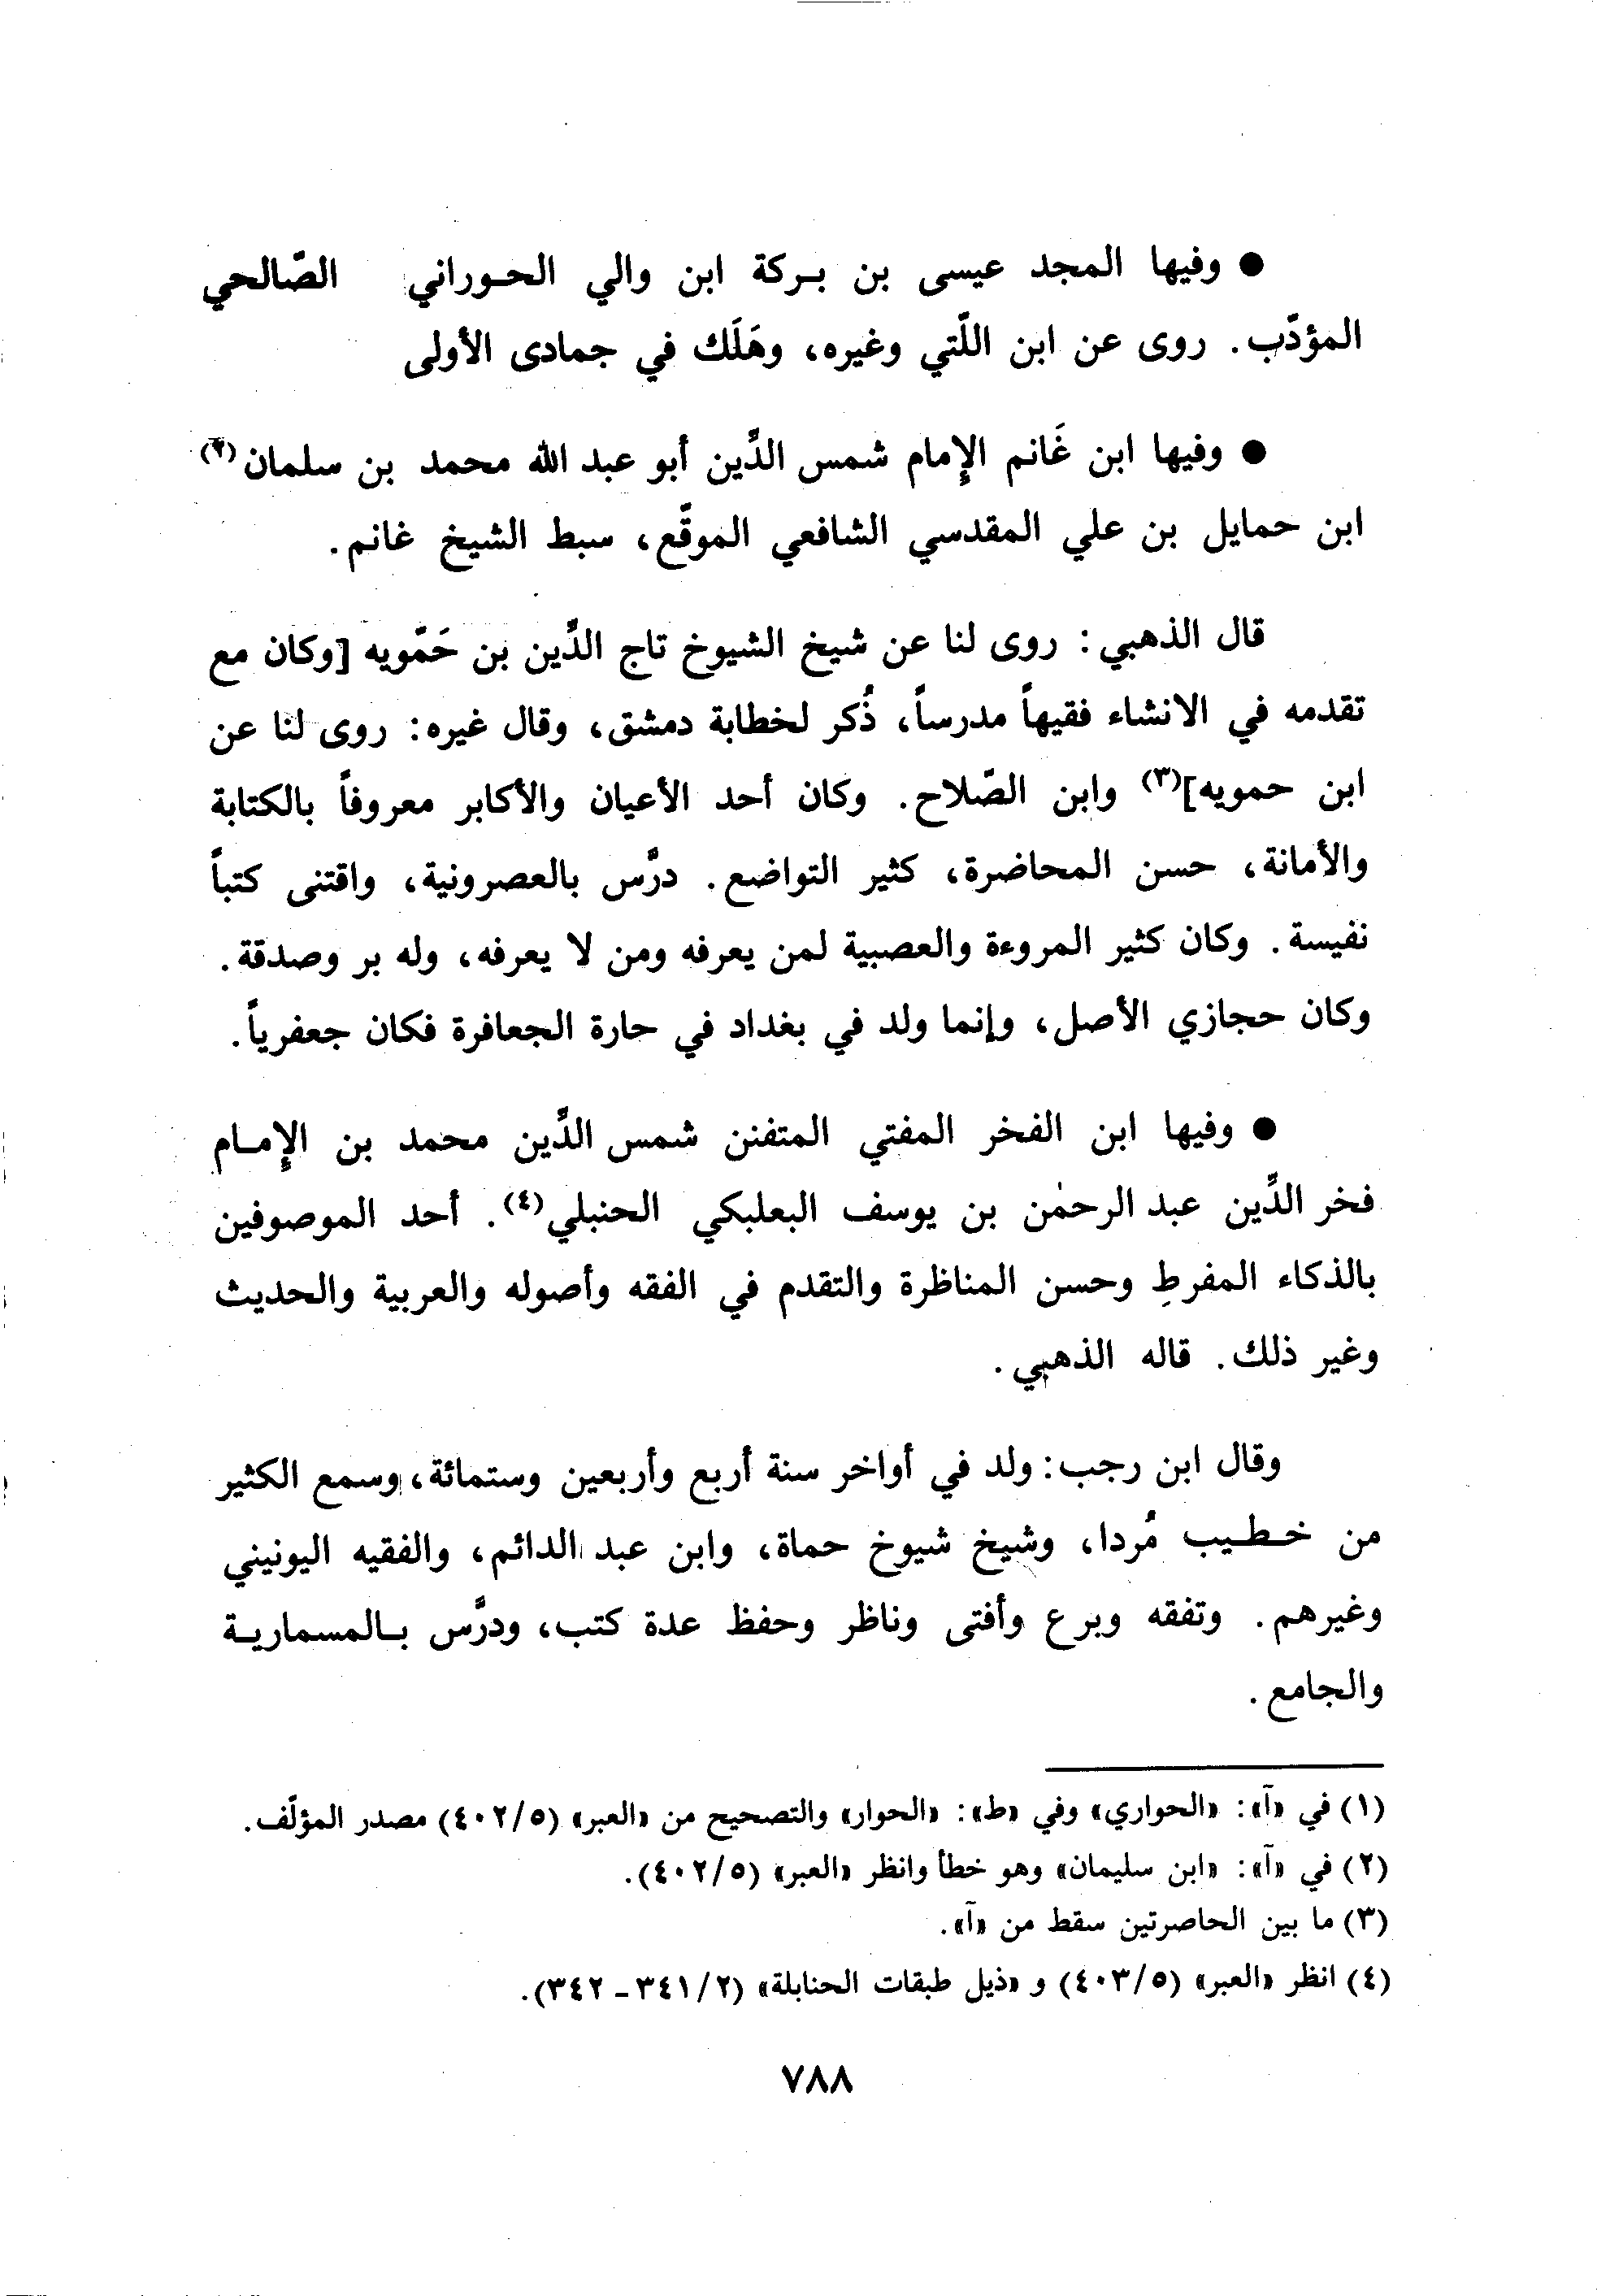 ● وفيها المجد عيسى بن بـركة ابن والي الحـوراني الصّالحي
المؤدّب. روى عن ابن اللّتي وغيره، وهَلَك في جمادى الأولى
● وفيها ابن غَانم الإمام شمس الدِّين أبو عبد الله محمد بن سلمان(٢)
ابن حمايل بن علي المقدسي الشافعي الموقّع، سبط الشيخ غانم.
قال الذهبي: روى لنا عن شيخ الشيوخ تاج الدِّين بن حَمّويه [وكان مع
تقدمه في الانشاء فقيهاً مدرساً، ذُكر لخطابة دمشق، وقال غيره: روى لنا عن
ابن حمويه](٣) وابن الصّلاح. وكان أحد الأعيان والأكابر معروفاً بالكتابة
والأمانة، حسن المحاضرة، كثير التواضع. درَّس بالعصرونية، واقتنى كتباً
نفيسة. وكان كثير المروءة والعصبية لمن يعرفه ومن لا يعرفه، وله بر وصدقة.
وكان حجازي الأصل، وإنما ولد في بغداد في حارة الجعافرة فكان جعفرياً.
● وفيها ابن الفخر المفتي المتفنن شمس الدِّين محمد بن الإمـام
فخر الدِّين عبد الرحمٰن بن يوسف البعلبكي الحنبلي(٤). أحد الموصوفين
بالذكاء المفرطِ وحسن المناظرة والتقدم في الفقه وأصوله والعربية والحديث
وغير ذلك. قاله الذهبي.
وقال ابن رجب: ولد في أواخر سنة أربع وأربعين وستمائة، وسمع الكثير
من خـطـيب مُردا، وشيخ شيوخ حماة، وابن عبد الدائم، والفقيه اليونيني
وغيرهم. وتفقه وبرع وأفتى وناظر وحفظ عدة كتب، ودرَّس بـالمسماريـة
والجامع.
(١) في «آ»: «الحواري» وفي «ط»: «الحوار» والتصحيح من «العبر» (٤٠٢/٥) مصدر المؤلّف.
(٢) في «آ»: «ابن سليمان» وهو خطأ وانظر «العبر» (٤٠٢/٥).
(٣) ما بين الحاصرتين سقط من «آ».
(٤) انظر «العبر» (٤٠٣/٥) و «ذيل طبقات الحنابلة» (٣٤١/٢ - ٣٤٢).
٧٨٨